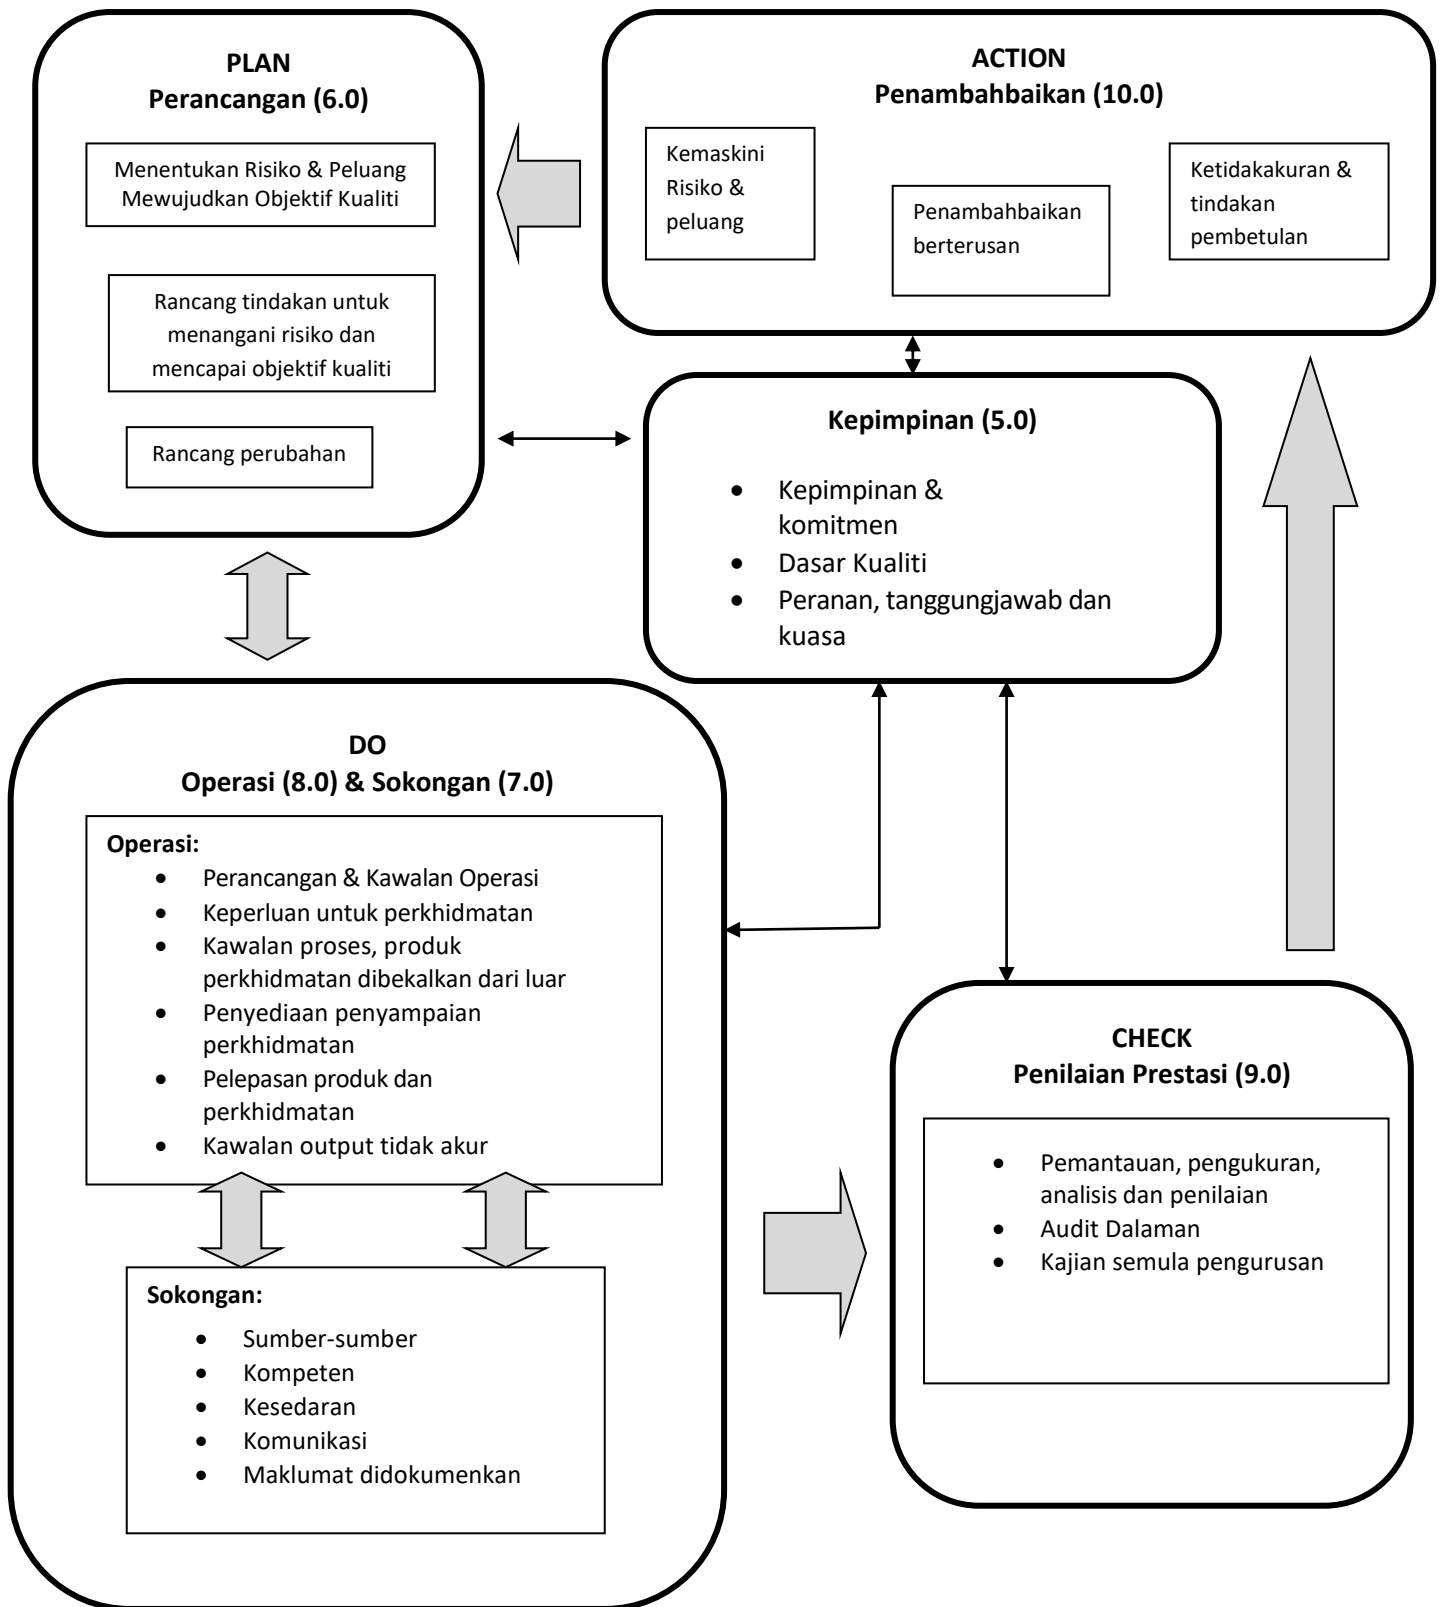 PLAN
Perancangan (6.0)
Menentukan Risiko & Peluang
Mewujudkan Objektif Kualiti
Rancang tindakan untuk
menangani risiko dan
mencapai objektif kualiti
Rancang perubahan
ACTION
Penambahbaikan (10.0)
Kemaskini
Risiko &
peluang
Penambahbaikan
berterusan
Ketidakakuran &
tindakan
pembetulan
Kepimpinan (5.0)
• Kepimpinan &
komitmen
• Dasar Kualiti
• Peranan, tanggungjawab dan
kuasa
DO
Operasi (8.0) & Sokongan (7.0)
Operasi:
• Perancangan & Kawalan Operasi
• Keperluan untuk perkhidmatan
• Kawalan proses, produk
perkhidmatan dibekalkan dari luar
• Penyediaan penyampaian
perkhidmatan
• Pelepasan produk dan
perkhidmatan
• Kawalan output tidak akur
Sokongan:
• Sumber-sumber
• Kompeten
• Kesedaran
• Komunikasi
• Maklumat didokumenkan
CHECK
Penilaian Prestasi (9.0)
• Pemantauan, pengukuran,
analisis dan penilaian
• Audit Dalaman
• Kajian semula pengurusan